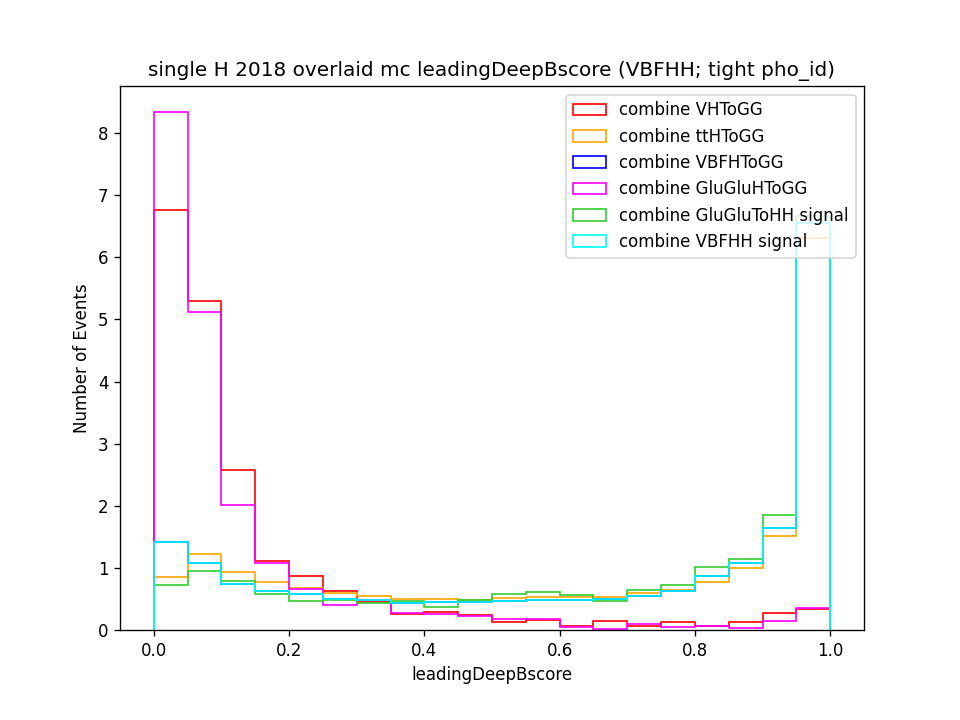 single H 2018 overlaid mc leadingDeepBscore (VBFHH; tight pho_id)
combine VHToGG
combine ttHToGG
combine VBFHToGG
combine GluGluHToGG
combine GluGluToHH signal
combine VBFHH signal
Number of Events
8
7
6
5
4
3
2
1
0
0.0 0.2 0.4 0.6 0.8 1.0
leadingDeepBscore